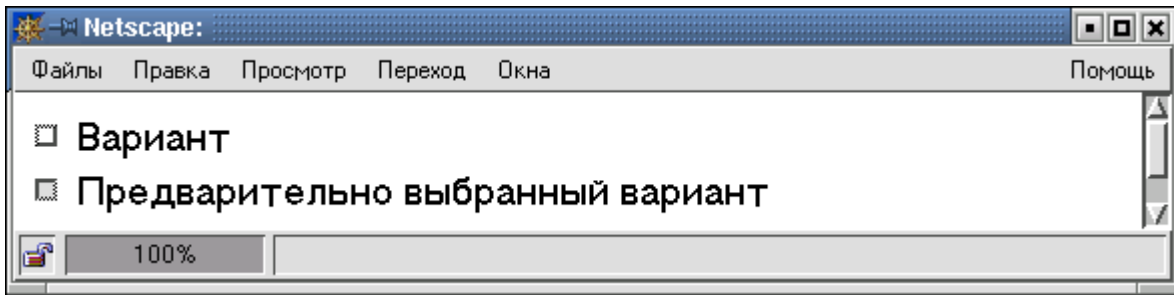 Netscape:
Файлы Правка Просмотр Переход Окна Помощь
Вариант
Предварительно выбранный вариант
100%